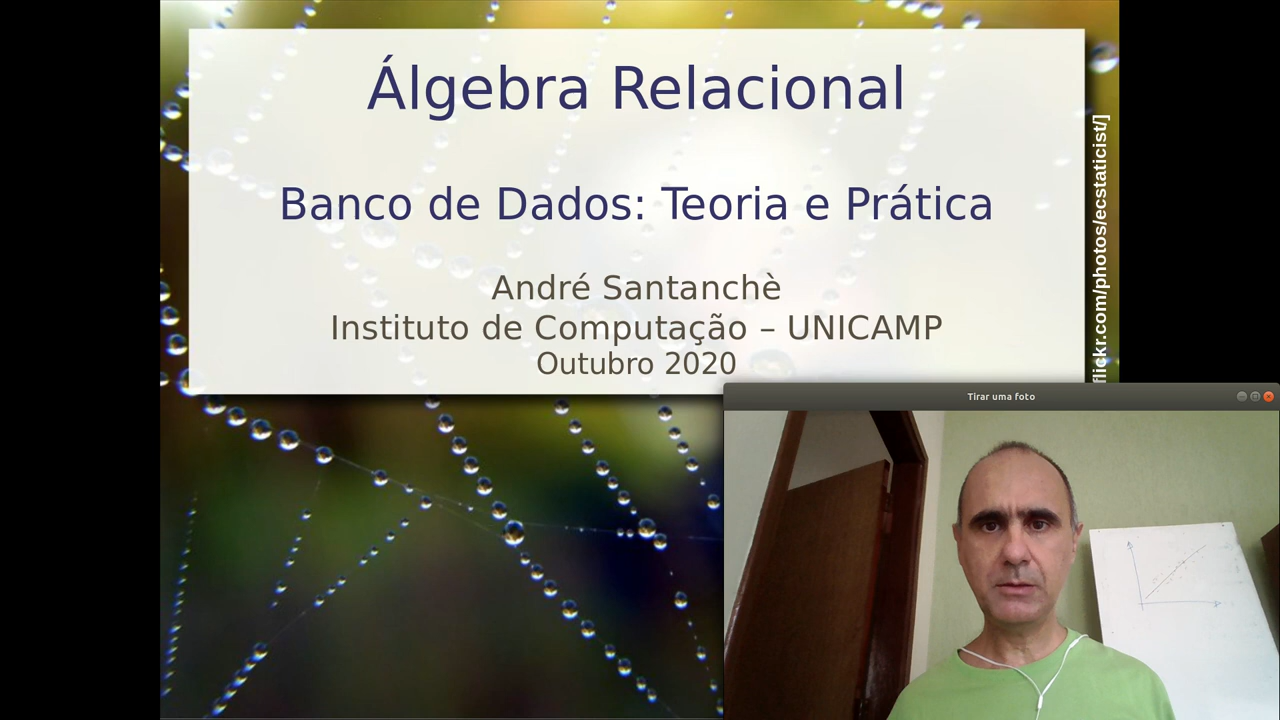 Álgebra Relacional
Banco de Dados: Teoria e Prática
André Santanchè
Instituto de Computação – UNICAMP
Outubro 2020
flickr.com/photos/ecstaticist/]
Tirar uma foto